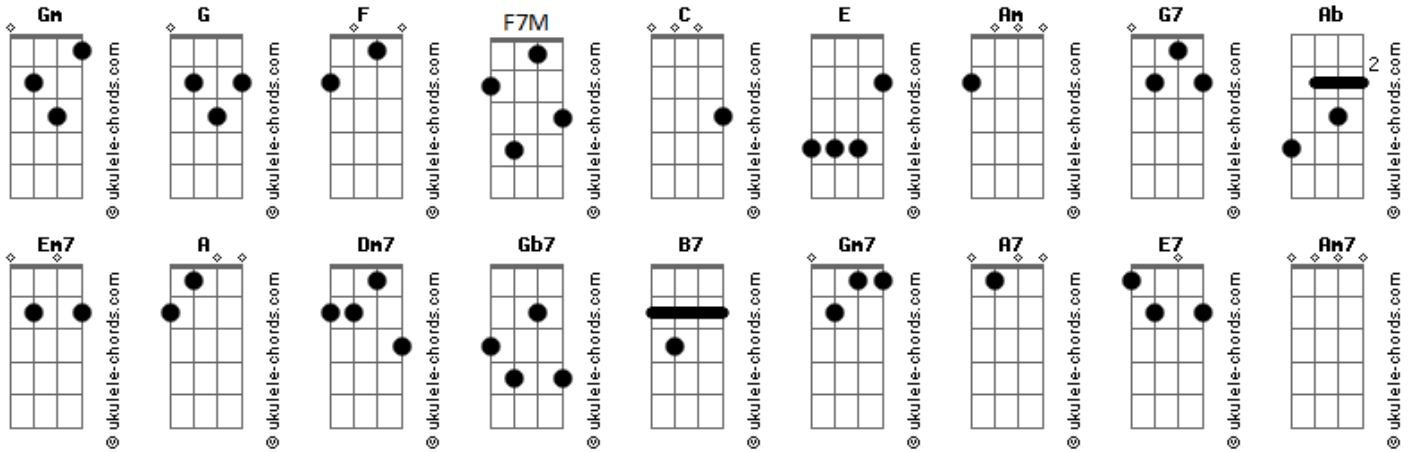 Gm G F F7M C E Am G7 Ab
2
© ukulele-chords.com © ukulele-chords.com © ukulele-chords.com © ukulele-chords.com © ukulele-chords.com © ukulele-chords.com © ukulele-chords.com © ukulele-chords.com © ukulele-chords.com
Em7 A Dm7 Gb7 B7 Gm7 A7 E7 Am7
© ukulele-chords.com © ukulele-chords.com © ukulele-chords.com © ukulele-chords.com © ukulele-chords.com © ukulele-chords.com © ukulele-chords.com © ukulele-chords.com © ukulele-chords.com